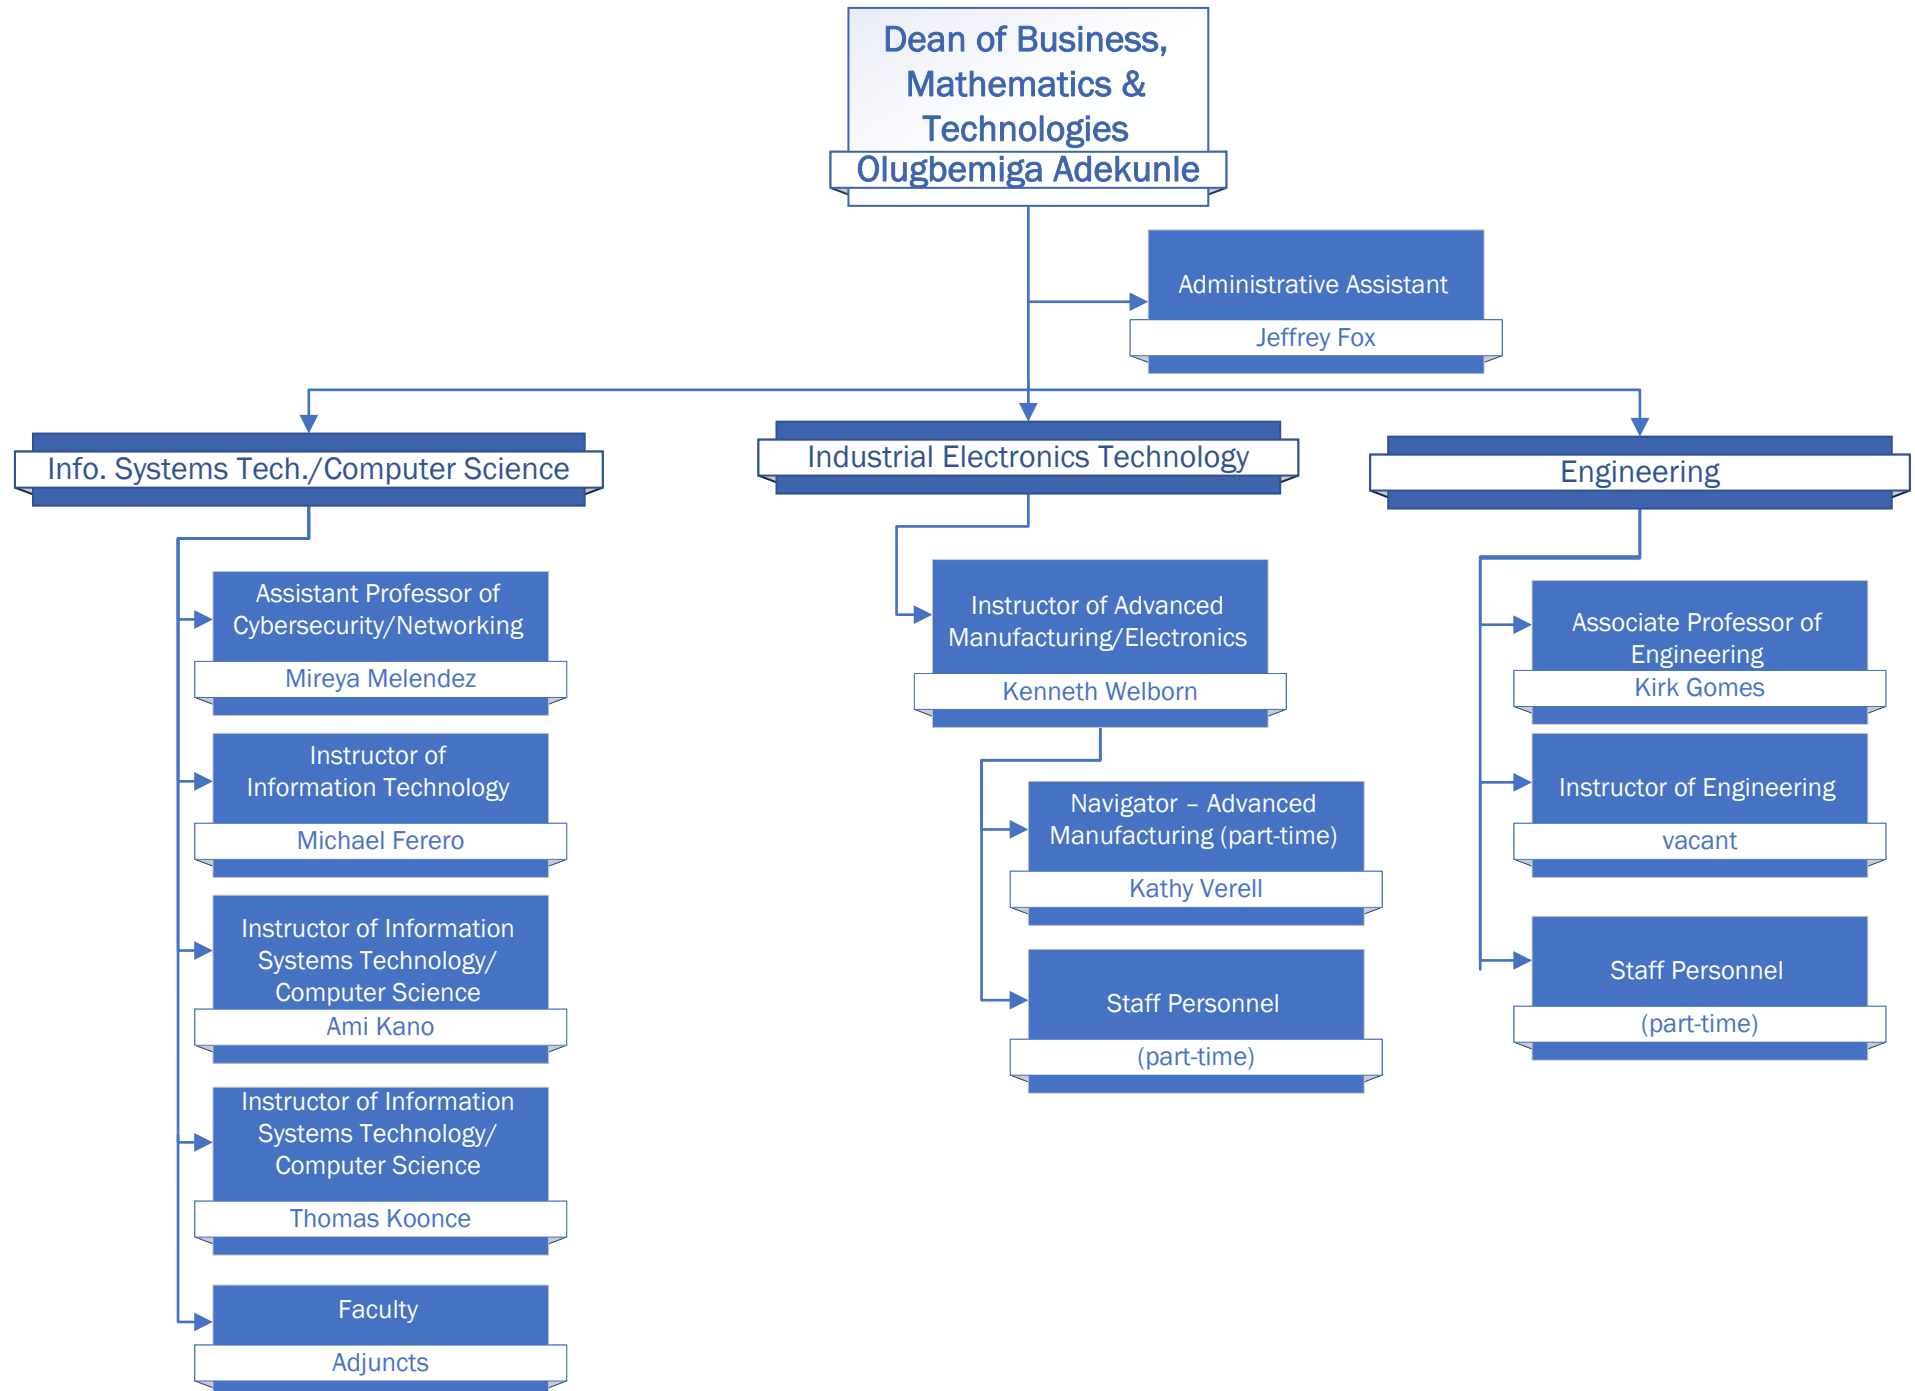 Dean of Business,
Mathematics &
Technologies
Olugbemiga Adekunle
Administrative Assistant
Jeffrey Fox
Info. Systems Tech./Computer Science
Assistant Professor of
Cybersecurity/Networking
Mireya Melendez
Instructor of
Information Technology
Michael Ferero
Instructor of Information
Systems Technology/
Computer Science
Ami Kano
Instructor of Information
Systems Technology/
Computer Science
Thomas Koonce
Faculty
Adjuncts
Industrial Electronics Technology
Instructor of Advanced
Manufacturing/Electronics
Kenneth Welborn
Navigator – Advanced
Manufacturing (part-time)
Kathy Verell
Staff Personnel
(part-time)
Engineering
Associate Professor of
Engineering
Kirk Gomes
Instructor of Engineering
vacant
Staff Personnel
(part-time)